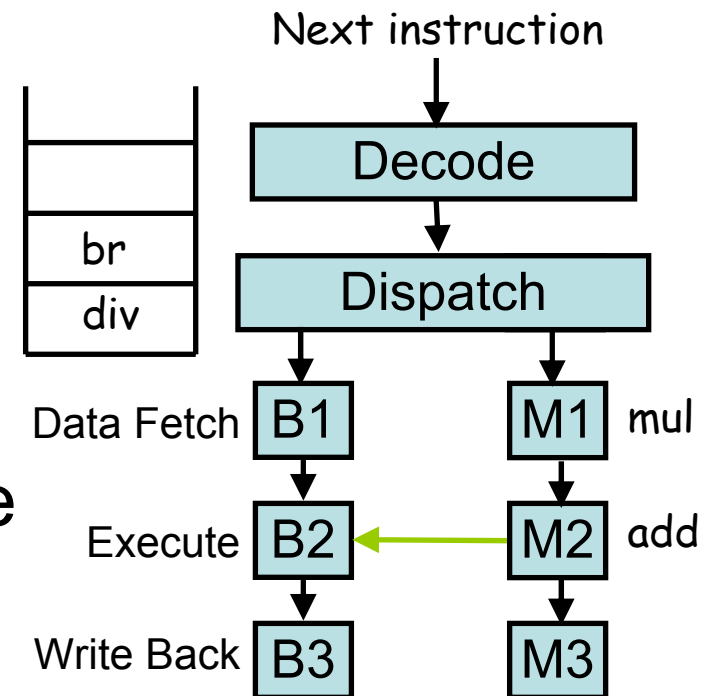 Next instruction
Decode
br
div
Dispatch
Data Fetch B1 M1 mul
e
Execute B2 M2 add
Write Back B3 M3